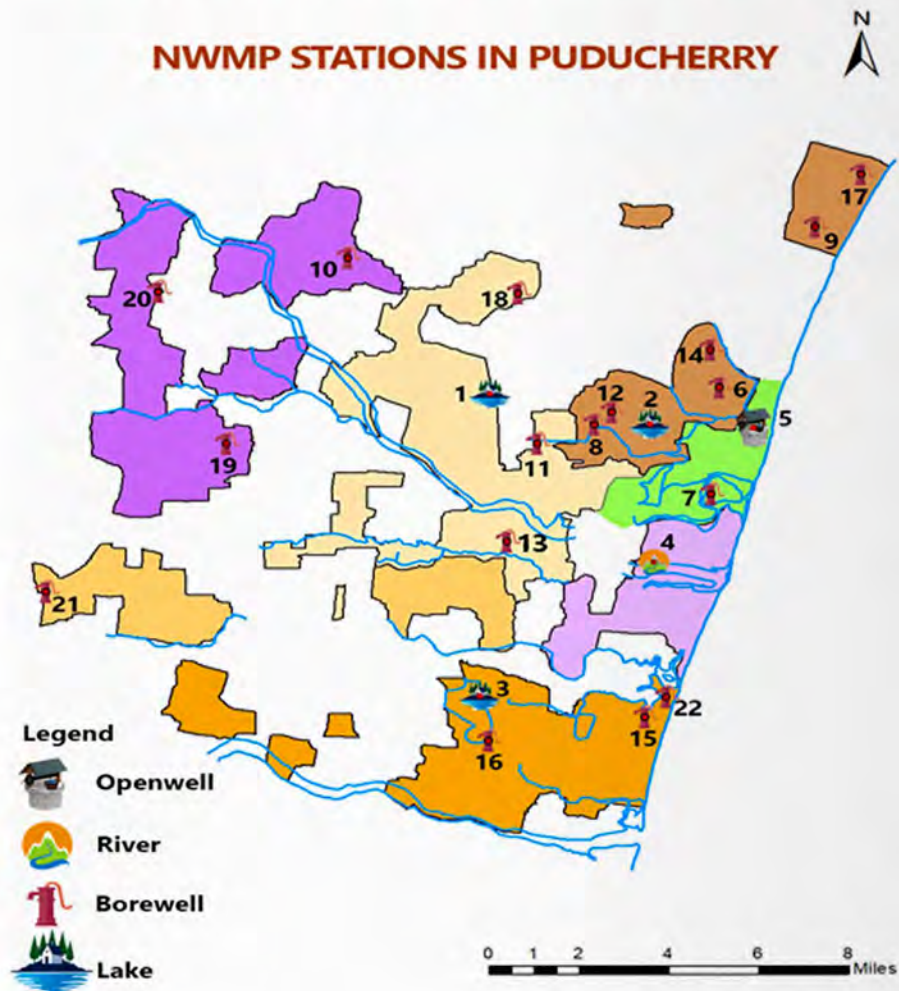 N
NWMP STATIONS IN PUDUCHERRY
17
9
10
20
18
14
6
1
12
2
5
8
11
19
7
13
4
21
3
22
15
16
Legend
Openwell
River
Borewell
Lake
0 1 2 4 6 8
Miles